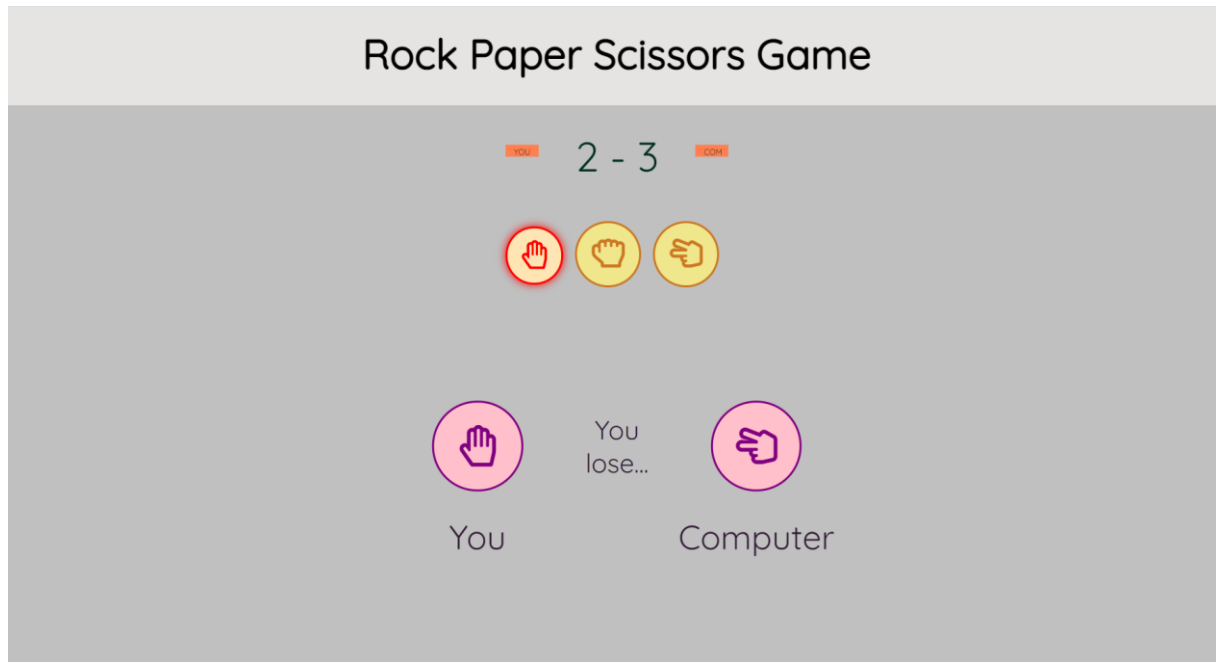 Rock Paper Scissors Game
YOU 2 - 3 COM
You
lose...
You Computer